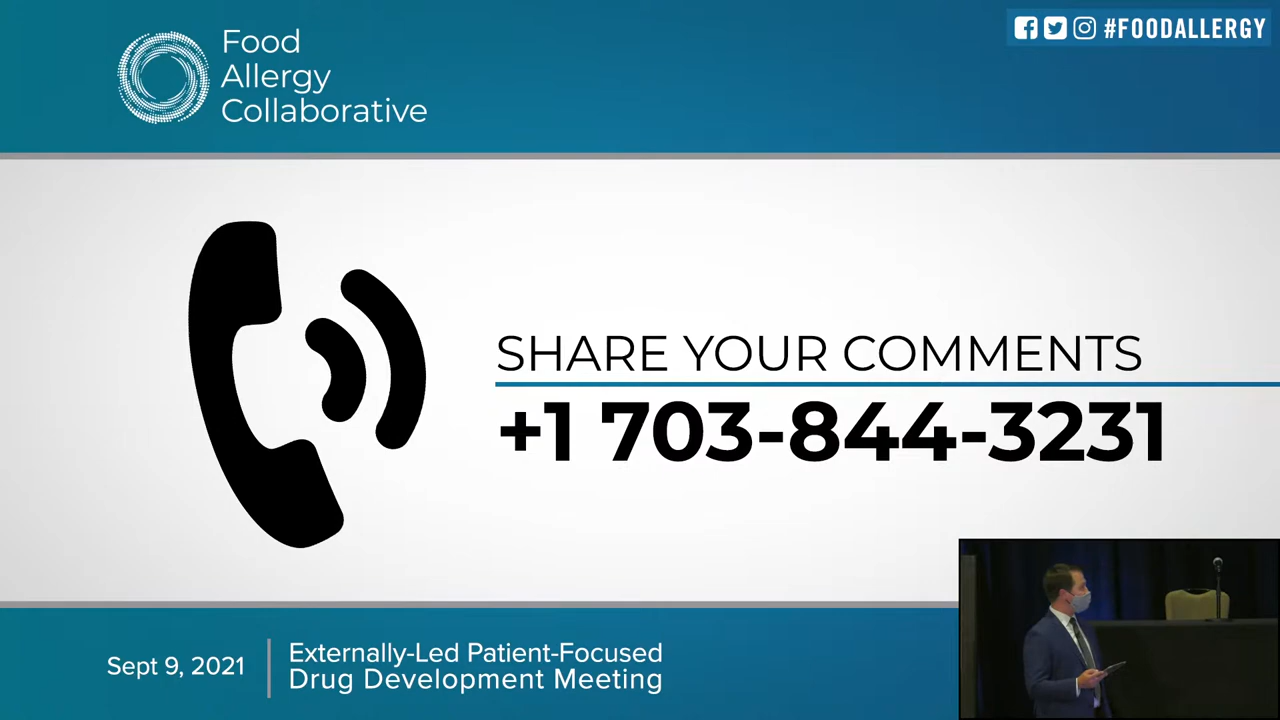 Food
Allergy
Collaborative
#FOODALLERGY
SHARE YOUR COMMENTS
+1 703-844-3231
Sept 9, 2021
Externally-Led Patient-Focused
Drug Development Meeting